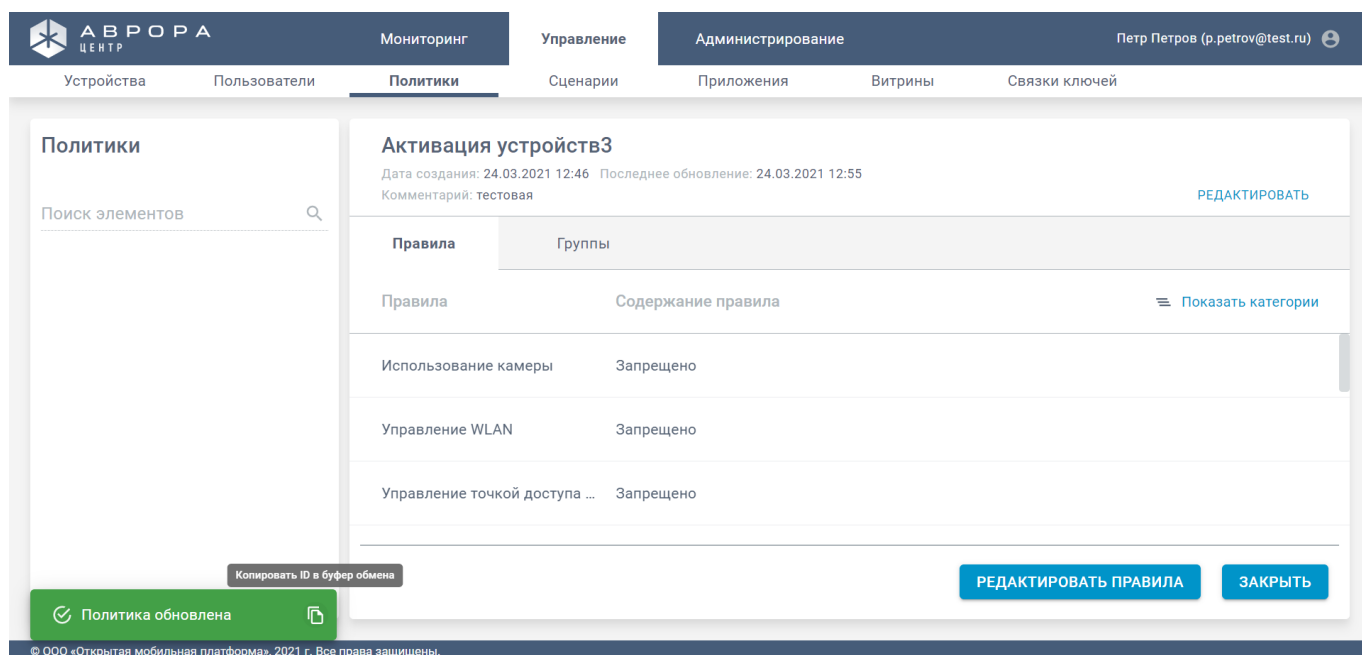 АВРОРА
ЦЕНТР
Мониторинг Управление Администрирование Петр Петров (p.petrov@test.ru)
Устройства Пользователи Политики Сценарии Приложения Витрины Связки ключей
Политики
Поиск элементов
Активация устройств3
Дата создания: 24.03.2021 12:46 Последнее обновление: 24.03.2021 12:55
Комментарий: тестовая
РЕДАКТИРОВАТЬ
Правила Группы
Правила Содержание правила Показать категории
Использование камеры Запрещено
Управление WLAN Запрещено
Управление точкой доступа ... Запрещено
РЕДАКТИРОВАТЬ ПРАВИЛА ЗАКРЫТЬ
Копировать ID в буфер обмена
Политика обновлена
© ООО «Открытая мобильная платформа», 2021 г. Все права защищены.